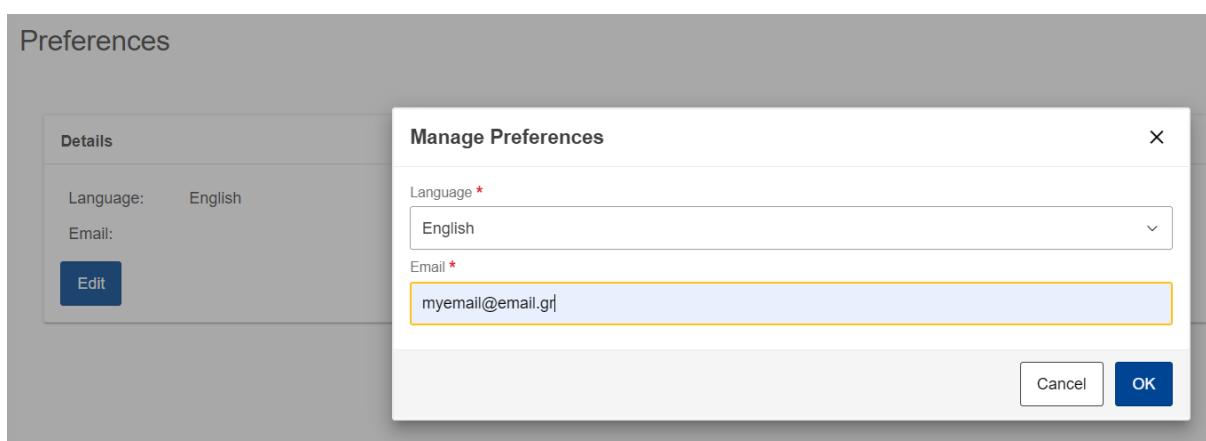 Preferences
Details
Language: English
Email:
Edit
Manage Preferences
Language *
English
Email *
myemail@email.gr
Cancel
OK